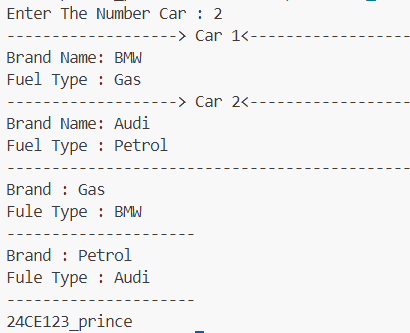 Enter The Number Car : 2
-------------------> Car 1<------------------
Brand Name: BMW
Fuel Type : Gas
-------------------> Car 2<------------------
Brand Name: Audi
Fuel Type : Petrol
---------------------------------------------
Brand : Gas
Fule Type : BMW
---------------------
Brand : Petrol
Fule Type : Audi
---------------------
24CE123_prince